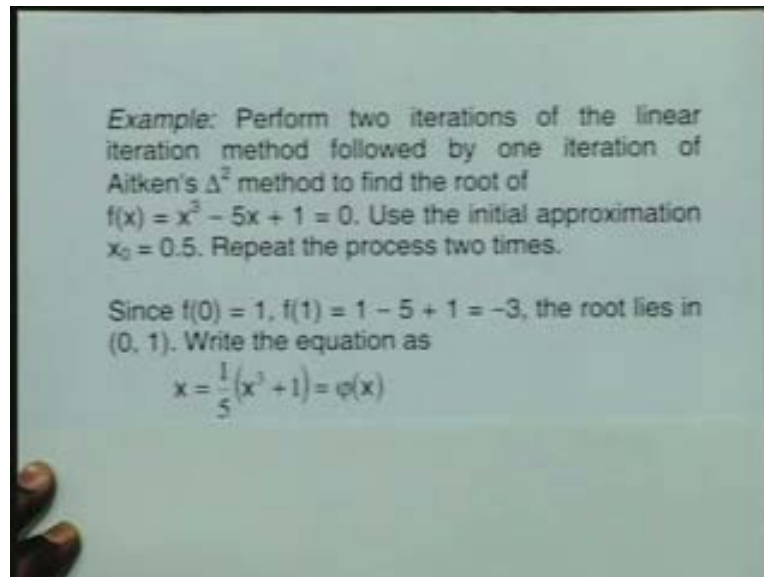 Example: Perform two iterations of the linear
iteration method followed by one iteration of
Aitken's Δ² method to find the root of
f(x) = x³ – 5x + 1 = 0. Use the initial approximation
x₀ = 0.5. Repeat the process two times.
Since f(0) = 1, f(1) = 1 – 5 + 1 = –3, the root lies in
(0, 1). Write the equation as
x = 1/5 (x³ + 1) = φ(x)